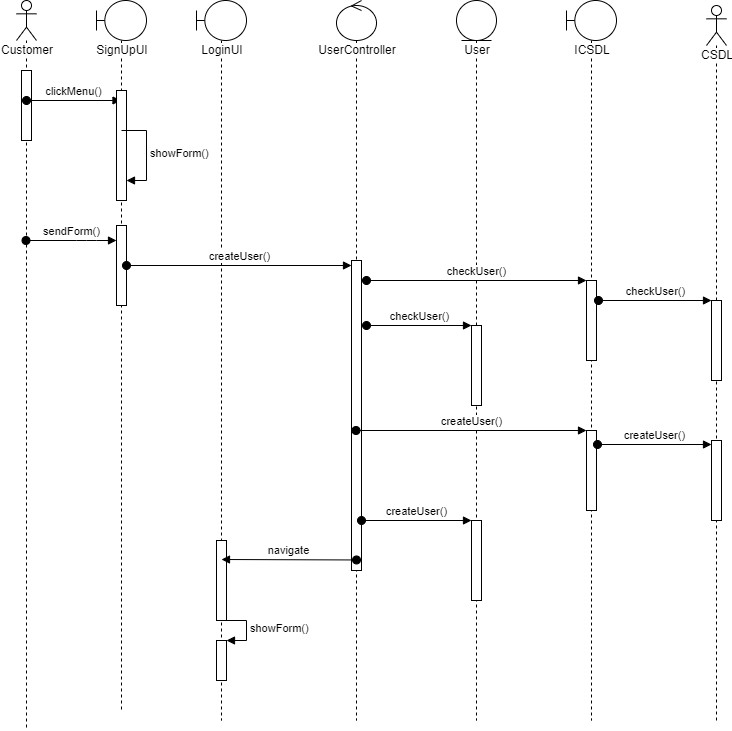 Customer
SignUpUI
LoginUI
UserController
User
ICSDL
CSDL
clickMenu()
showForm()
sendForm()
createUser()
checkUser()
checkUser()
checkUser()
createUser()
createUser()
createUser()
navigate
showForm()